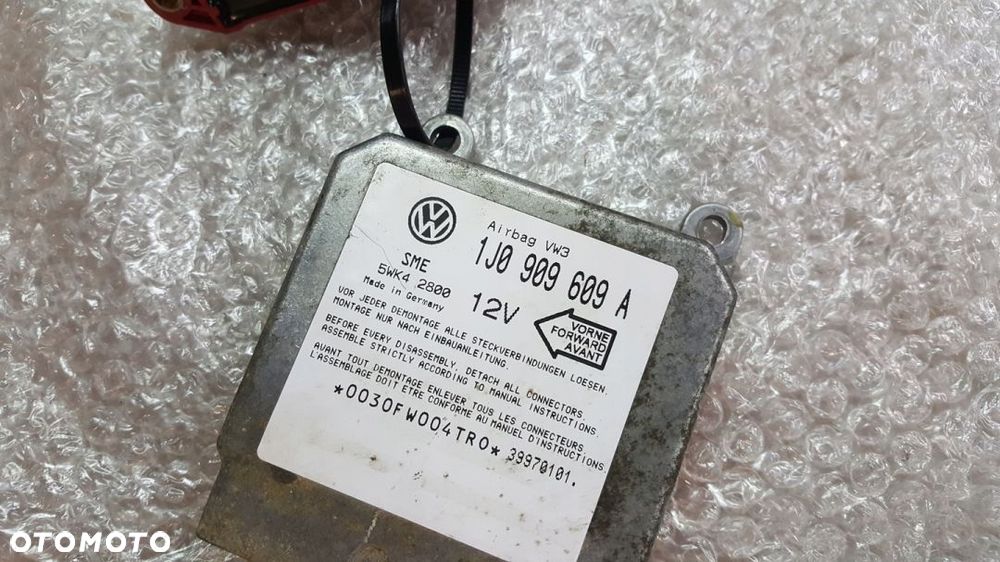 VW
Airbag VW3
1J0 909 609 A
SME
5WK4 2800
Made in Germany
12V
VORNE
FORWARD
AVANT
VOR JEDER DEMONTAGE ALLE STECKVERBINDUNGEN LOESEN.
MONTAGE NUR NACH EINBAUANLEITUNG.
BEFORE EVERY DISASSEMBLY, DETACH ALL CONNECTORS
ASSEMBLE STRICTLY ACCORDING TO MANUAL INSTRUCTIONS.
AVANT TOUT DEMONTAGE ENLEVER TOUS LES CONNECTEURS
L'ASSEMBLAGE DOIT ETRE CONFORME AU MANUEL D'INSTRUCTIONS
*0030FW004TR0* 39970101.
OTOMOTO